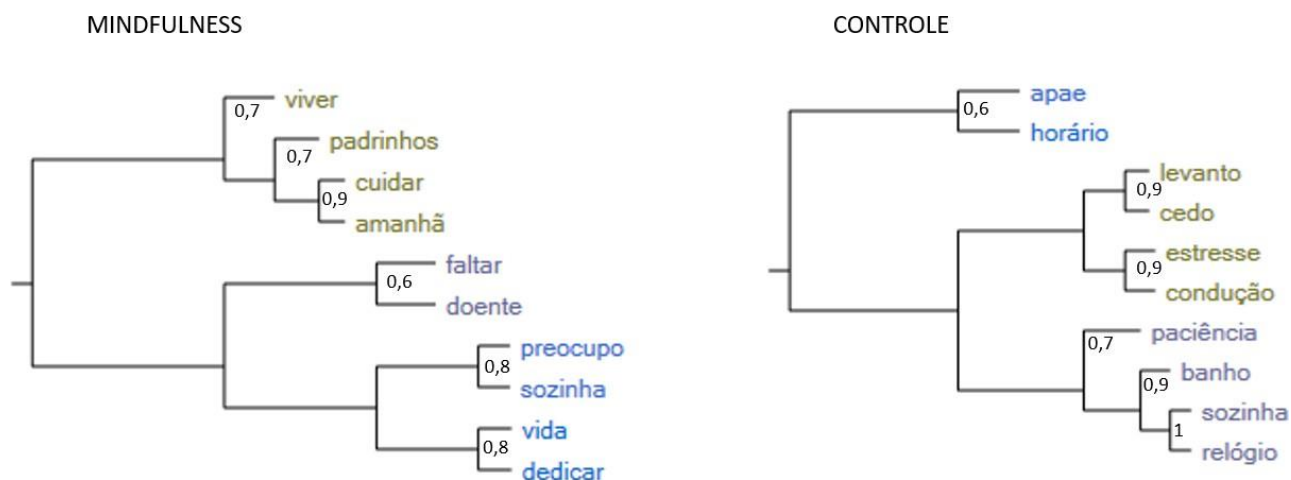 MINDFULNESS
0,7
viver
0,7
padrinhos
0,9
cuidar
amanhã
0,6
faltar
doente
0,8
preocupo
sozinha
0,8
vida
dedicar
CONTROLE
0,6
apae
horário
0,9
levanto
cedo
0,9
estresse
condução
0,7
paciência
0,9
banho
1
sozinha
relógio